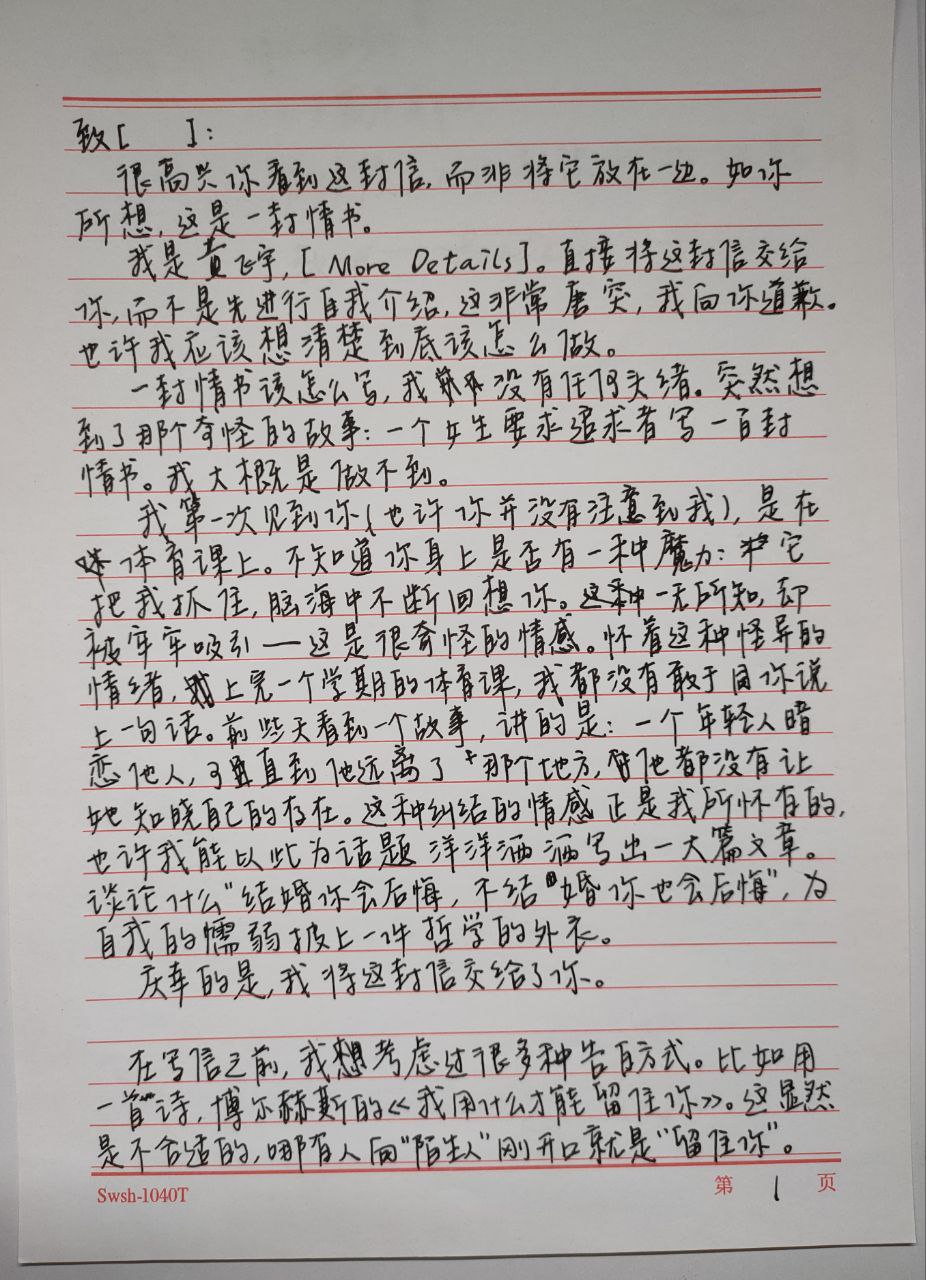 致[ ]:
很高兴你看到这封信,而非将它放在一边。如你
所想,这是一封情书。
我是黄飞宇,[More Details]。直接将这封信交给
你,而不是先进行自我介绍,这非常唐突,我向你道歉。
也许我应该想清楚到底该怎么做。
一封情书该怎么写,我没有任何头绪。突然想
到了那个奇怪的故事:一个女生要求追求者写一百封
情书。我大概是做不到。
我第一次见到你(也许你并没有注意到我),是在
体育课上。不知道你身上是否有一种魔力:将它
把我抓住,脑海中不断回想你。这种一无所知,却
被牢牢吸引——这是很奇怪的情感。怀着这种怪异的
情绪,上完一个学期的体育课,我都没有敢于同你说
上一句话。前些天看到一个故事,讲的是:一个年轻人暗
恋他人,直到他远离了那个地方,他都没有让
她知晓自己的存在。这种纠结的情感正是我所怀有的,
也许我能以此为话题洋洋洒洒写出一大篇文章。
谈论什么“结婚你会后悔,不结婚你也会后悔”,为
自我的懦弱披上一件哲学的外衣。
庆幸的是,我将这封信交给了你。
在写信之前,我想考虑过很多种告白方式。比如用
一首诗,博尔赫斯的《我用什么才能留住你》。这显然
是不合适的,哪有人向“陌生人”刚开口就是“留住你”。
Swsh-1040T 第 1 页